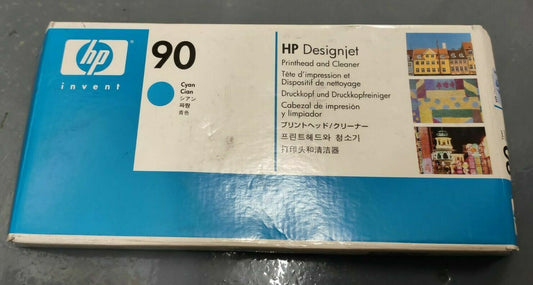 hp
invent
90
Cyan
Cian
シアン
파랑
青色
HP Designjet
Printhead and Cleaner
Tête d'impression et
Dispositif de nettoyage
Druckkopf und Druckkopfreiniger
Cabezal de impresión
y limpiador
プリントヘッド/クリーナー
프린트헤드와 청소기
打印头和清洁器